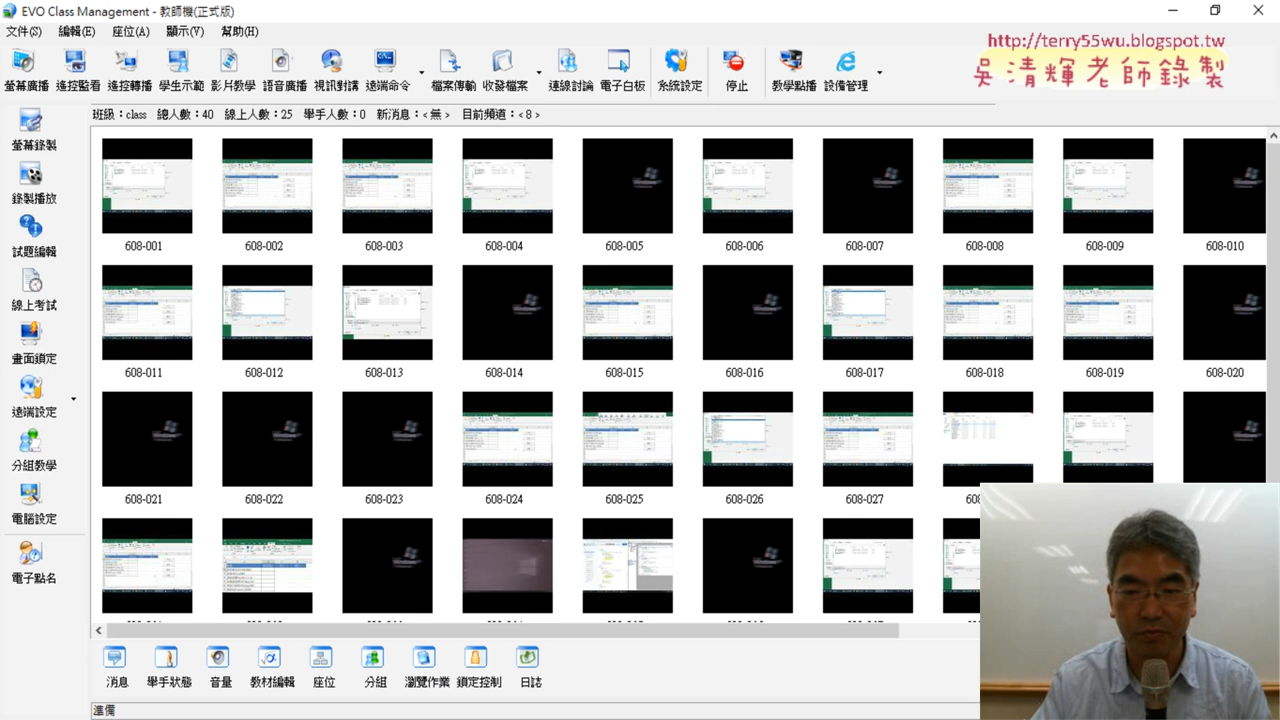 EVO Class Management - 教師機(正式版)
文件(S) 編輯(E) 座位(A) 顯示(V) 幫助(H)
http://terry55wu.blogspot.tw
吳清輝老師錄製
螢幕廣播 遙控監看 遙控轉播 學生示範 影片教學 語音廣播 視訊對講 遠端命令 檔案傳輸 收發檔案 連線討論 電子白板 系統設定 停止 教學點播 設備管理
班級：class 總人數：40 線上人數：25 舉手人數：0 新消息：< 無 > 目前頻道：< 8 >
螢幕錄製
錄製播放
試題編輯
線上考試
畫面鎖定
遠端設定
分組教學
電腦設定
電子點名
608-001 608-002 608-003 608-004 608-005 608-006 608-007 608-008 608-009 608-010
608-011 608-012 608-013 608-014 608-015 608-016 608-017 608-018 608-019 608-020
608-021 608-022 608-023 608-024 608-025 608-026 608-027
消息 舉手狀態 音量 教材編輯 座位 分組 瀏覽作業 鎖定控制 日誌
準備